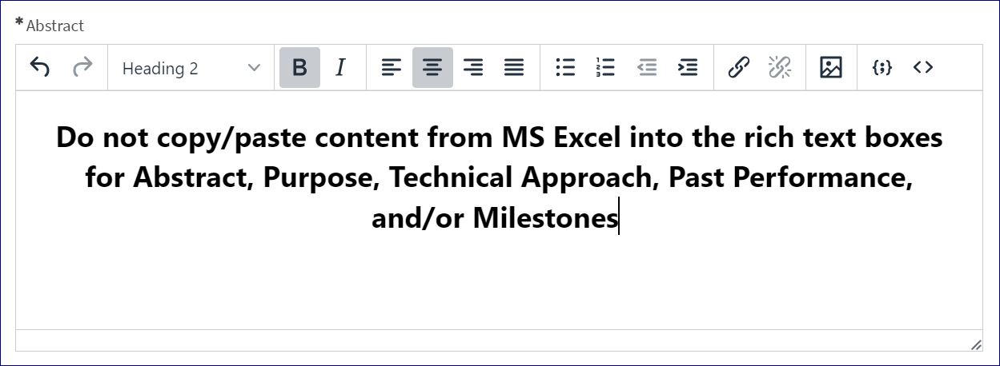 * Abstract
Heading 2
B I
Do not copy/paste content from MS Excel into the rich text boxes
for Abstract, Purpose, Technical Approach, Past Performance,
and/or Milestones